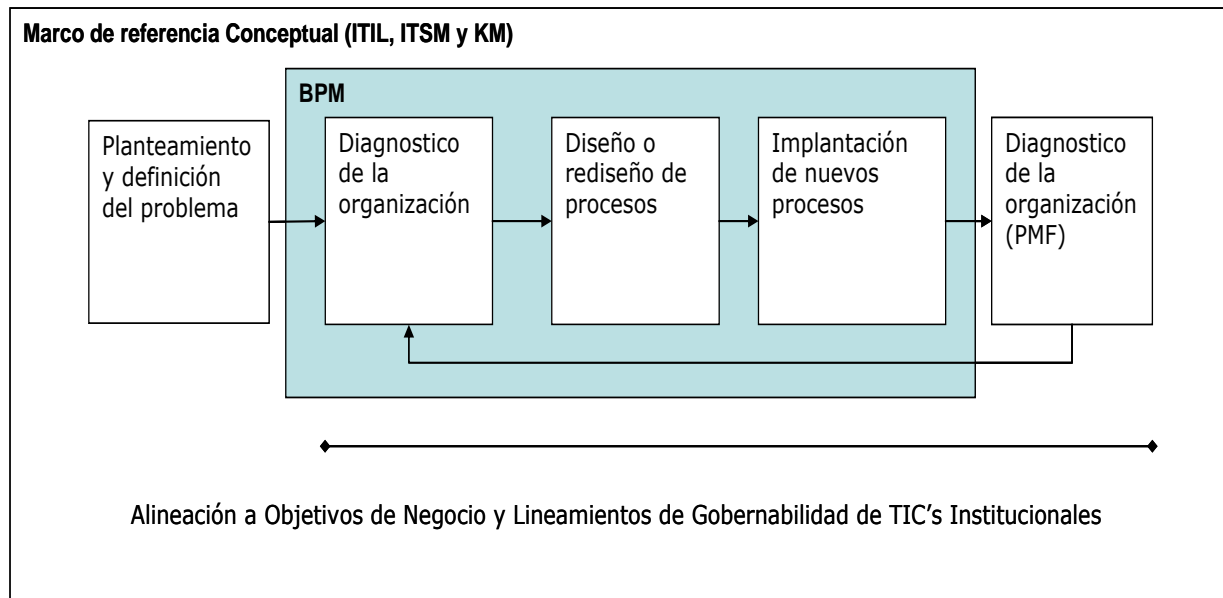 Marco de referencia Conceptual (ITIL, ITSM y KM)
BPM
Planteamiento
y definición
del problema
Diagnostico
de la
organización
Diseño o
rediseño de
procesos
Implantación
de nuevos
procesos
Diagnostico
de la
organización
(PMF)
Alineación a Objetivos de Negocio y Lineamientos de Gobernabilidad de TIC’s Institucionales